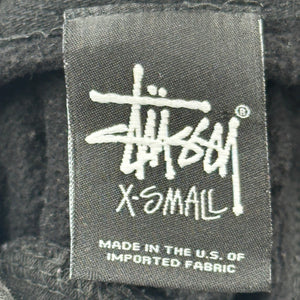 Stüssy®
X-SMALL
MADE IN THE U.S. OF
IMPORTED FABRIC